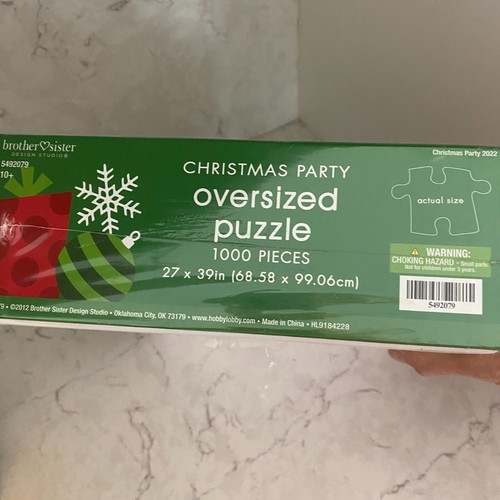 brother♡sister
DESIGN STUDIO®
5492079
10+
CHRISTMAS PARTY
oversized
puzzle
1000 PIECES
27 x 39in (68.58 x 99.06cm)
Christmas Party 2022
actual size
WARNING:
CHOKING HAZARD - Small parts.
Not for children under 3 years.
5492079
79 • ©2012 Brother Sister Design Studio • Oklahoma City, OK 73179 • www.hobbylobby.com • Made in China • HL9184228